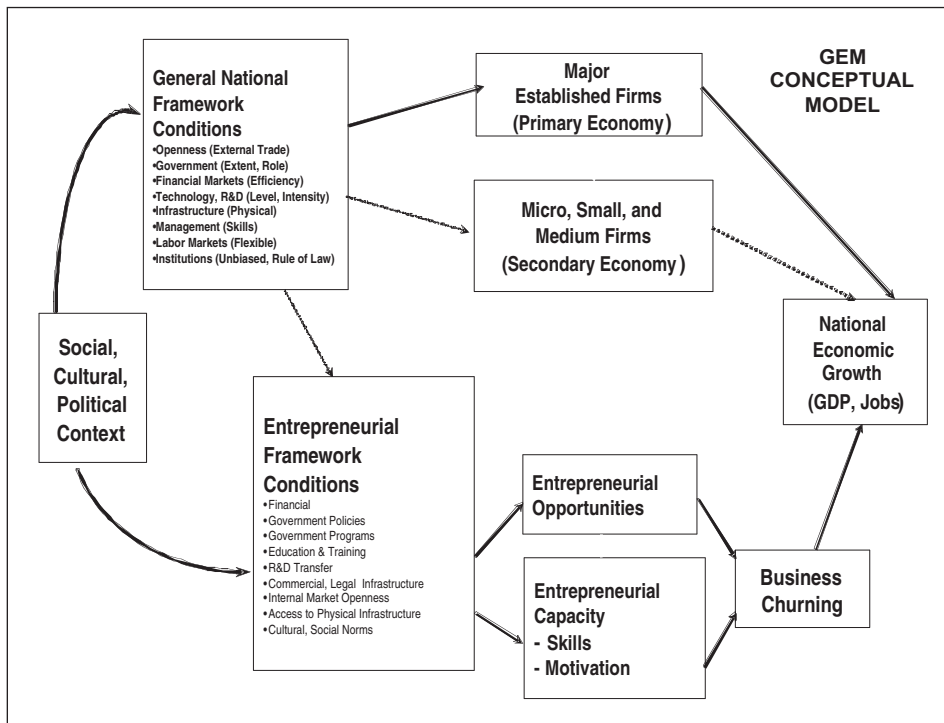 GEM
CONCEPTUAL
MODEL
General National
Framework
Conditions
•Openness (External Trade)
•Government (Extent, Role)
•Financial Markets (Efficiency)
•Technology, R&D (Level, Intensity)
•Infrastructure (Physical)
•Management (Skills)
•Labor Markets (Flexible)
•Institutions (Unbiased, Rule of Law)
Major
Established Firms
(Primary Economy)
Micro, Small, and
Medium Firms
(Secondary Economy)
Social,
Cultural,
Political
Context
National
Economic
Growth
(GDP, Jobs)
Entrepreneurial
Framework
Conditions
•Financial
•Government Policies
•Government Programs
•Education & Training
•R&D Transfer
•Commercial, Legal Infrastructure
•Internal Market Openness
•Access to Physical Infrastructure
•Cultural, Social Norms
Entrepreneurial
Opportunities
Entrepreneurial
Capacity
- Skills
- Motivation
Business
Churning